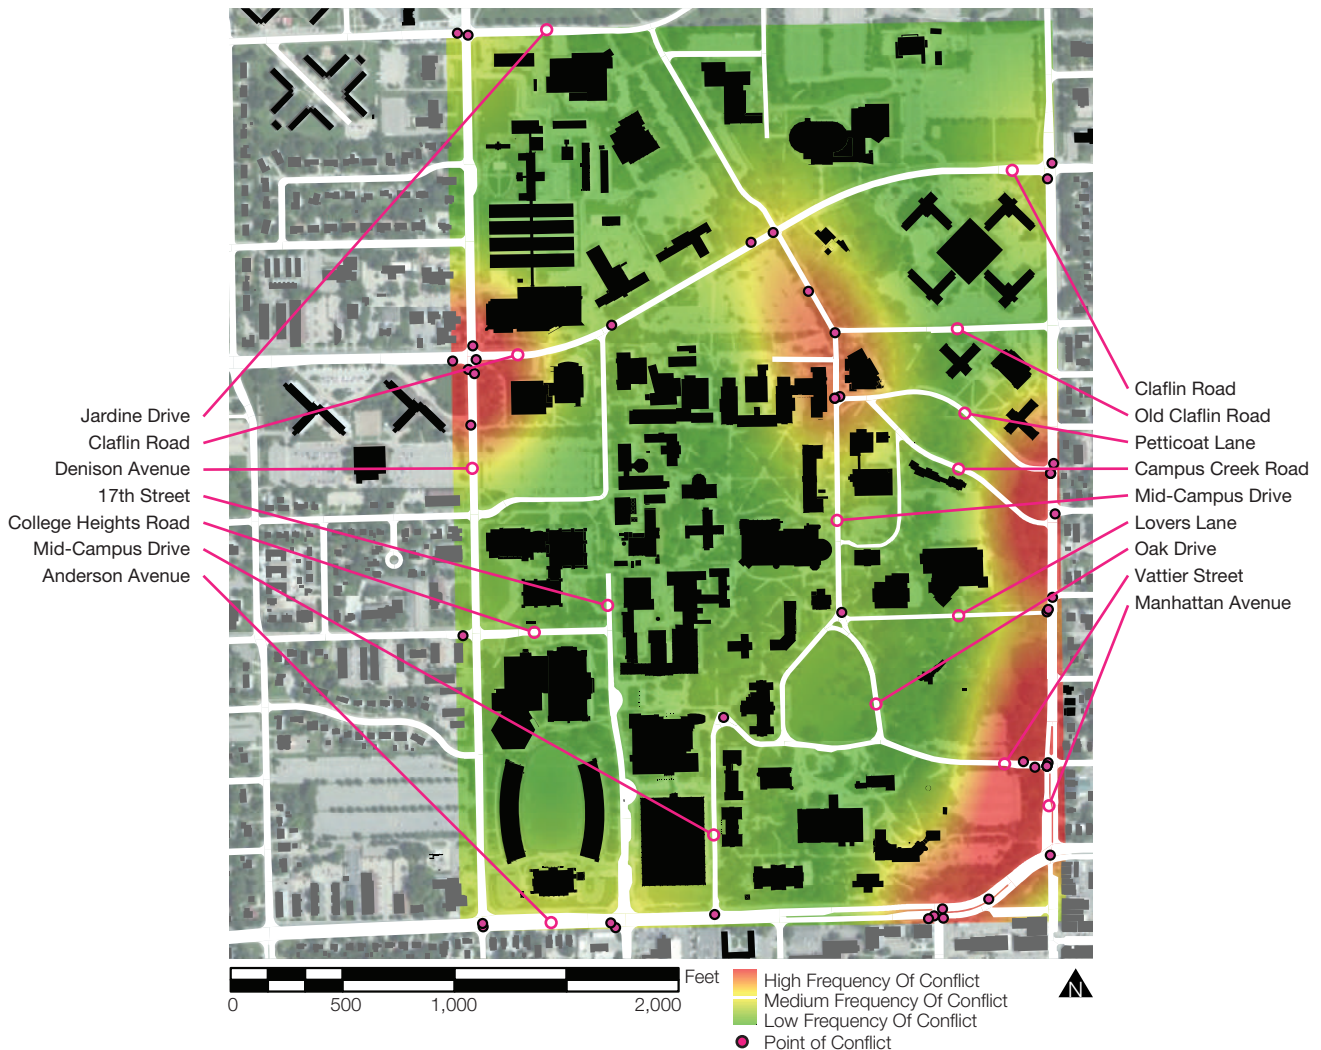 Jardine Drive
Claflin Road
Denison Avenue
17th Street
College Heights Road
Mid-Campus Drive
Anderson Avenue
Claflin Road
Old Claflin Road
Petticoat Lane
Campus Creek Road
Mid-Campus Drive
Lovers Lane
Oak Drive
Vattier Street
Manhattan Avenue
Feet
0 500 1,000 2,000
High Frequency Of Conflict
Medium Frequency Of Conflict
Low Frequency Of Conflict
Point of Conflict
N